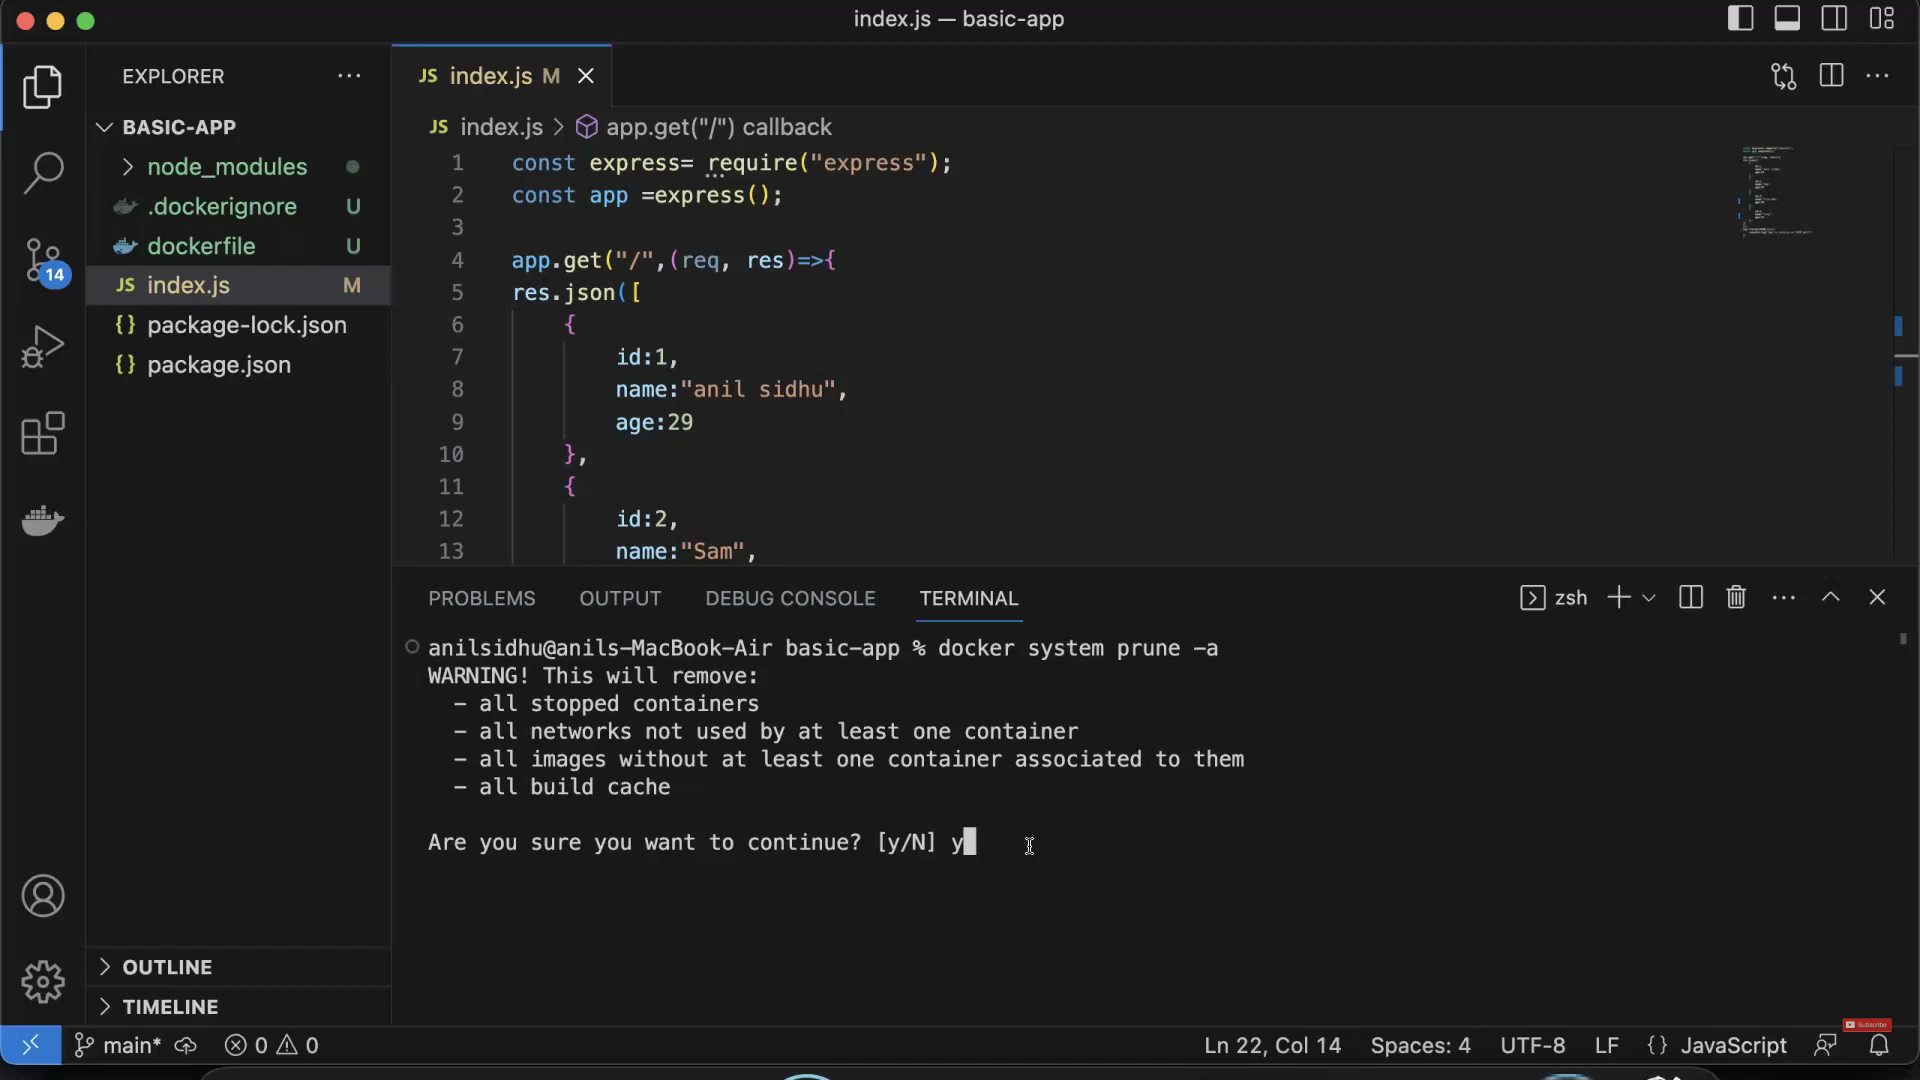 index.js — basic-app
EXPLORER
BASIC-APP
node_modules
.dockerignore U
dockerfile U
JS index.js M
{} package-lock.json
{} package.json
14
OUTLINE
TIMELINE
JS index.js M
JS index.js > app.get("/") callback
1 const express= require("express");
2 const app =express();
3
4 app.get("/",(req, res)=>{
5 res.json([
6 {
7 id:1,
8 name:"anil sidhu",
9 age:29
10 },
11 {
12 id:2,
13 name:"Sam",
PROBLEMS OUTPUT DEBUG CONSOLE TERMINAL
zsh
anilsidhu@anils-MacBook-Air basic-app % docker system prune -a
WARNING! This will remove:
- all stopped containers
- all networks not used by at least one container
- all images without at least one container associated to them
- all build cache
Are you sure you want to continue? [y/N] y
Subscribe
main* 0 0 Ln 22, Col 14 Spaces: 4 UTF-8 LF {} JavaScript